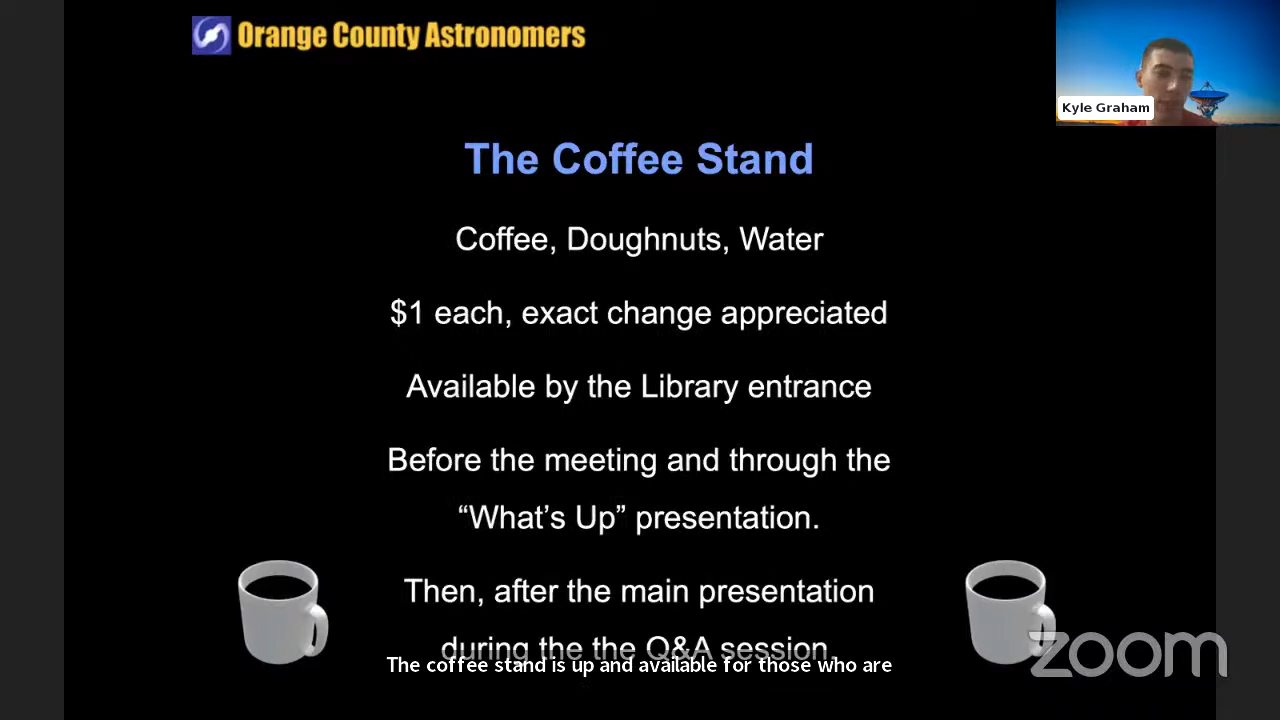 Orange County Astronomers
Kyle Graham
The Coffee Stand
Coffee, Doughnuts, Water
$1 each, exact change appreciated
Available by the Library entrance
Before the meeting and through the
“What’s Up” presentation.
Then, after the main presentation
during the the Q&A session.
The coffee stand is up and available for those who are
zoom